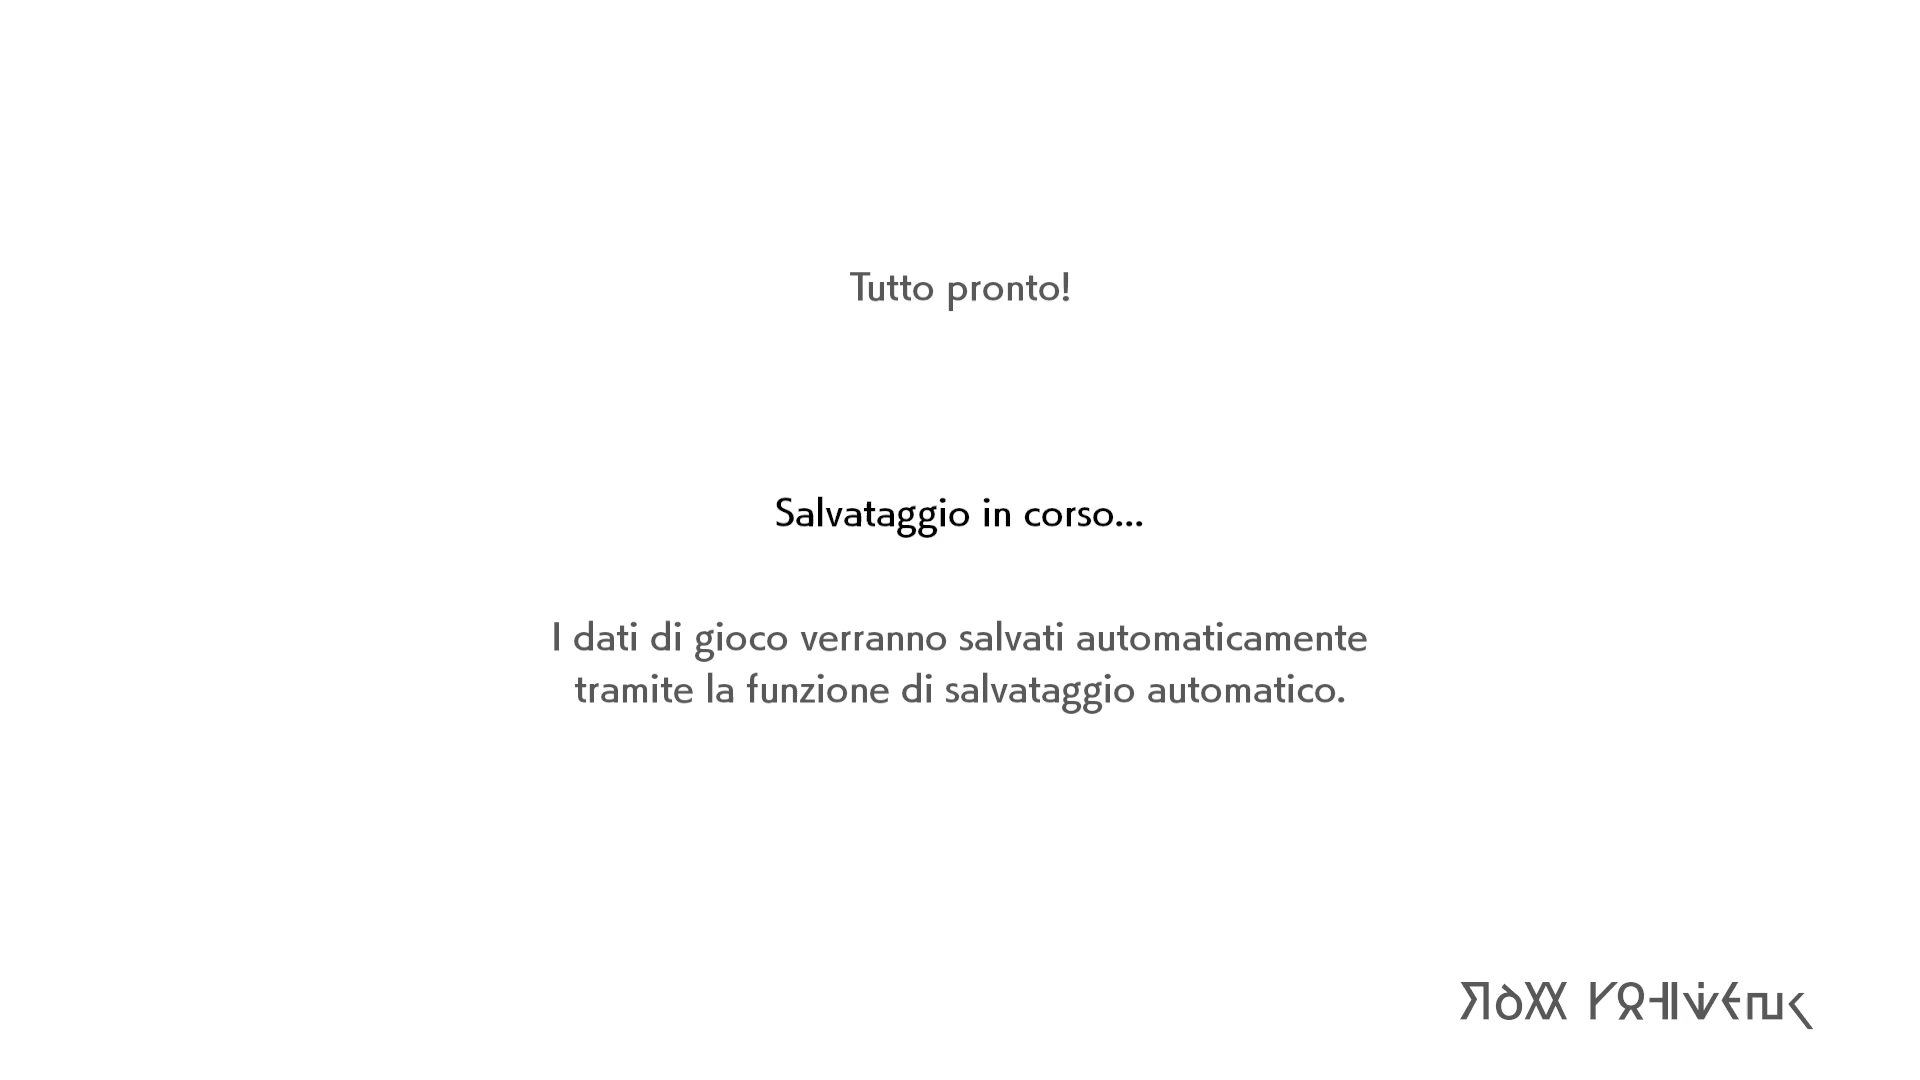 Tutto pronto!
Salvataggio in corso...
I dati di gioco verranno salvati automaticamente
tramite la funzione di salvataggio automatico.